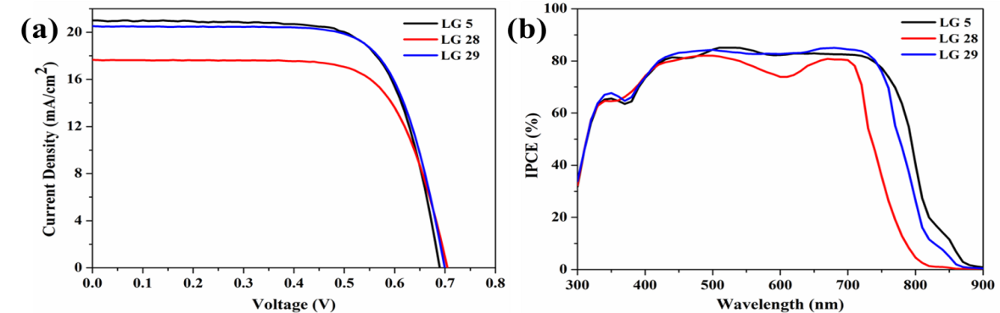 (a)
Current Density (mA/cm²)
20
16
12
8
4
0
LG 5
LG 28
LG 29
0.0 0.1 0.2 0.3 0.4 0.5 0.6 0.7 0.8
Voltage (V)
(b)
IPCE (%)
100
80
60
40
20
0
LG 5
LG 28
LG 29
300 400 500 600 700 800 900
Wavelength (nm)